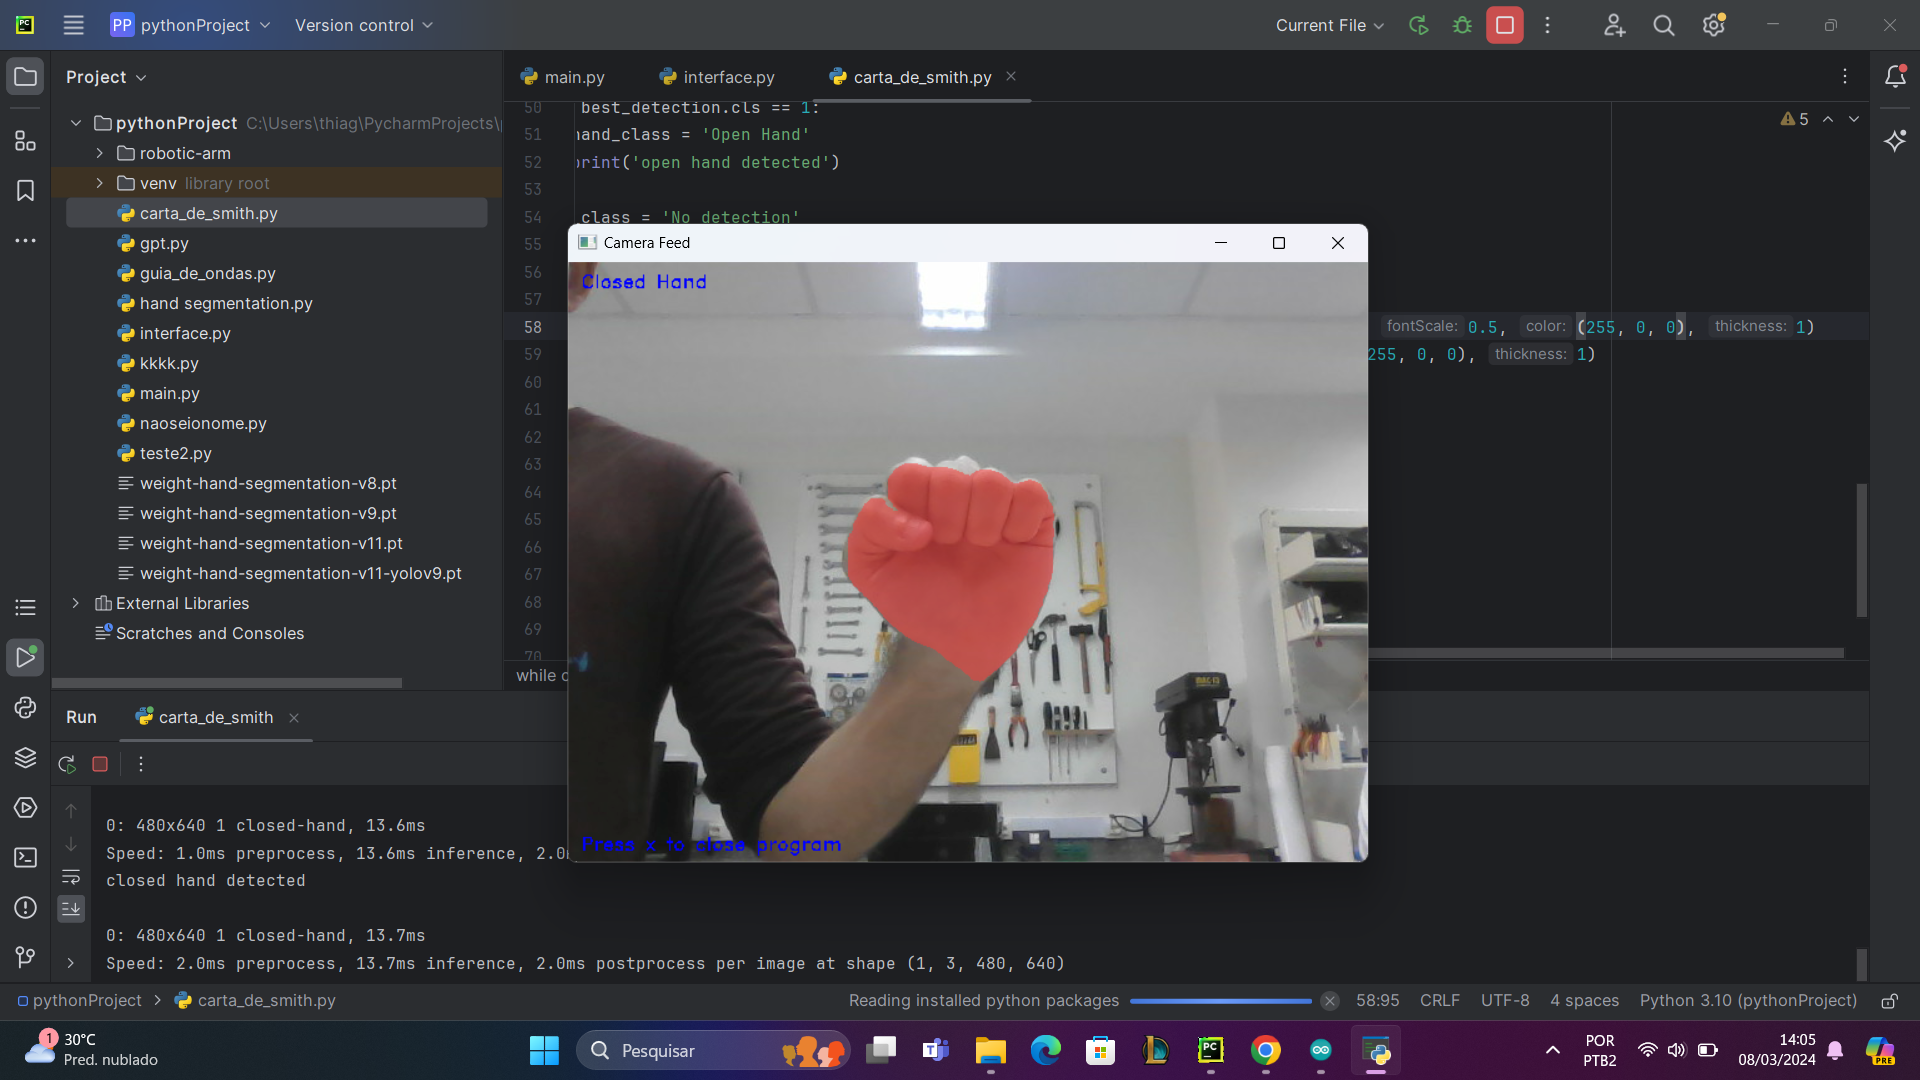 PC
PP pythonProject
Version control
Current File
Project
main.py
interface.py
carta_de_smith.py
pythonProject C:\Users\thiag\PycharmProjects\
robotic-arm
venv library root
carta_de_smith.py
gpt.py
guia_de_ondas.py
hand segmentation.py
interface.py
kkkk.py
main.py
naoseionome.py
teste2.py
weight-hand-segmentation-v8.pt
weight-hand-segmentation-v9.pt
weight-hand-segmentation-v11.pt
weight-hand-segmentation-v11-yolov9.pt
External Libraries
Scratches and Consoles
50 best_detection.cls == 1:
51 hand_class = 'Open Hand'
52 print('open hand detected')
53
54 class = 'No detection'
55
56
57
58 fontScale: 0.5, color: (255, 0, 0), thickness: 1)
59 255, 0, 0), thickness: 1)
60
61
62
63
64
65
66
67
68
69
70
5
while
Camera Feed
Closed Hand
Press x to close program
Run
carta_de_smith
0: 480x640 1 closed-hand, 13.6ms
Speed: 1.0ms preprocess, 13.6ms inference, 2.0
closed hand detected
0: 480x640 1 closed-hand, 13.7ms
Speed: 2.0ms preprocess, 13.7ms inference, 2.0ms postprocess per image at shape (1, 3, 480, 640)
pythonProject > carta_de_smith.py
Reading installed python packages
58:95 CRLF UTF-8 4 spaces Python 3.10 (pythonProject)
1
30°C
Pred. nublado
Pesquisar
PC
POR
PTB2
14:05
08/03/2024
PRE